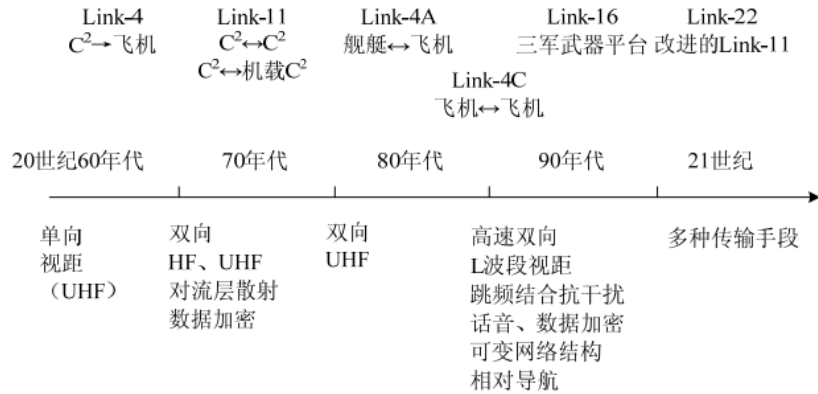 Link-4
C²→飞机
Link-11
C²↔C²
C²↔机载C²
Link-4A
舰艇↔飞机
Link-4C
飞机↔飞机
Link-16
三军武器平台
Link-22
改进的Link-11
20世纪60年代
70年代
80年代
90年代
21世纪
单向
视距
（UHF）
双向
HF、UHF
对流层散射
数据加密
双向
UHF
高速双向
L波段视距
跳频结合抗干扰
话音、数据加密
可变网络结构
相对导航
多种传输手段